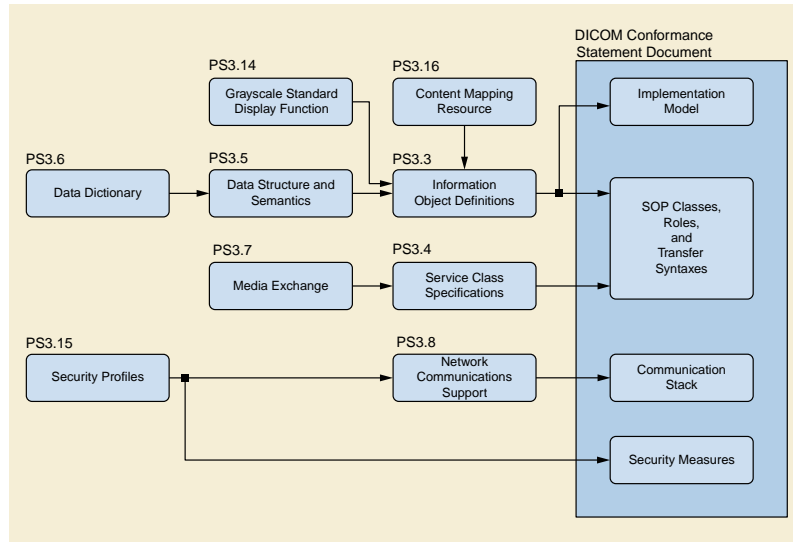 DICOM Conformance
Statement Document
PS3.14
Grayscale Standard
Display Function
PS3.16
Content Mapping
Resource
Implementation
Model
PS3.6
Data Dictionary
PS3.5
Data Structure and
Semantics
PS3.3
Information
Object Definitions
SOP Classes,
Roles,
and
Transfer
Syntaxes
PS3.7
Media Exchange
PS3.4
Service Class
Specifications
PS3.15
Security Profiles
PS3.8
Network
Communications
Support
Communication
Stack
Security Measures